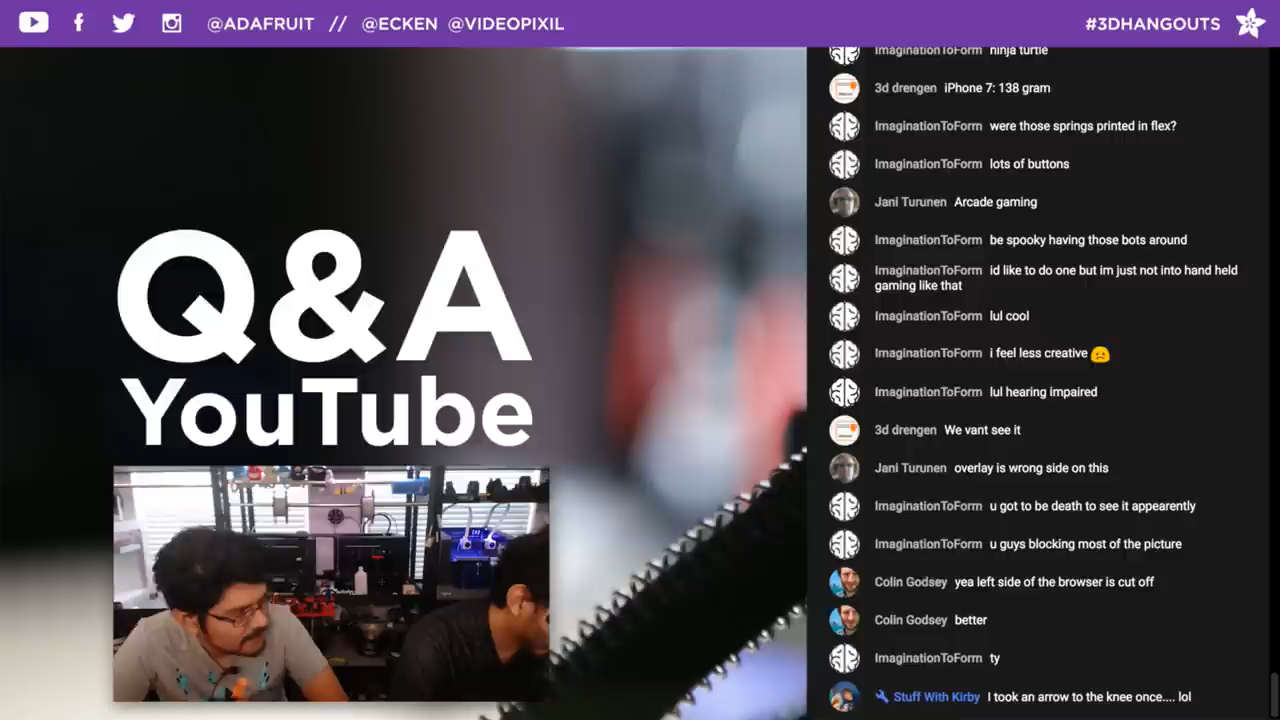 @ADAFRUIT // @ECKEN @VIDEOPIXIL
#3DHANGOUTS
Q&A
YouTube
ImaginationToForm ninja turtle
3d drengen iPhone 7: 138 gram
ImaginationToForm were those springs printed in flex?
ImaginationToForm lots of buttons
Jani Turunen Arcade gaming
ImaginationToForm be spooky having those bots around
ImaginationToForm id like to do one but im just not into hand held
gaming like that
ImaginationToForm lul cool
ImaginationToForm i feel less creative
ImaginationToForm lul hearing impaired
3d drengen We vant see it
Jani Turunen overlay is wrong side on this
ImaginationToForm u got to be death to see it appearently
ImaginationToForm u guys blocking most of the picture
Colin Godsey yea left side of the browser is cut off
Colin Godsey better
ImaginationToForm ty
Stuff With Kirby I took an arrow to the knee once.... lol